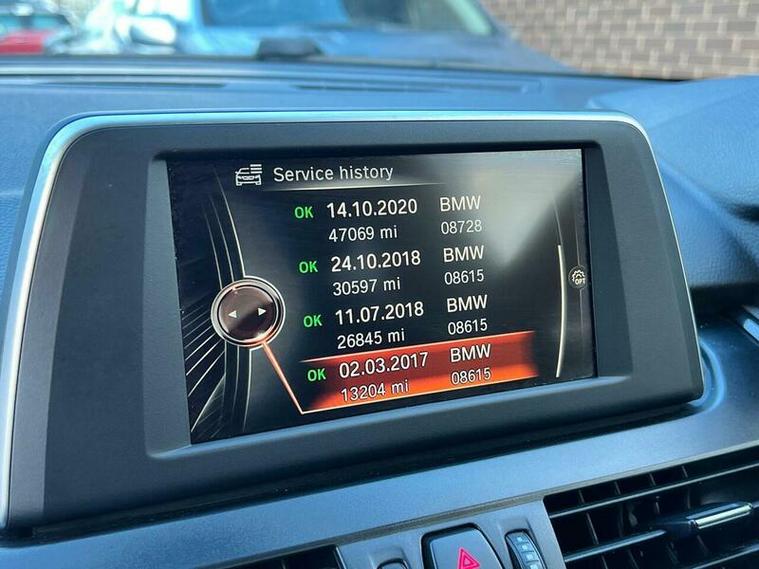 Service history
OK 14.10.2020 BMW
47069 mi 08728
OK 24.10.2018 BMW
30597 mi 08615
OK 11.07.2018 BMW
26845 mi 08615
OK 02.03.2017 BMW
13204 mi 08615
OPT